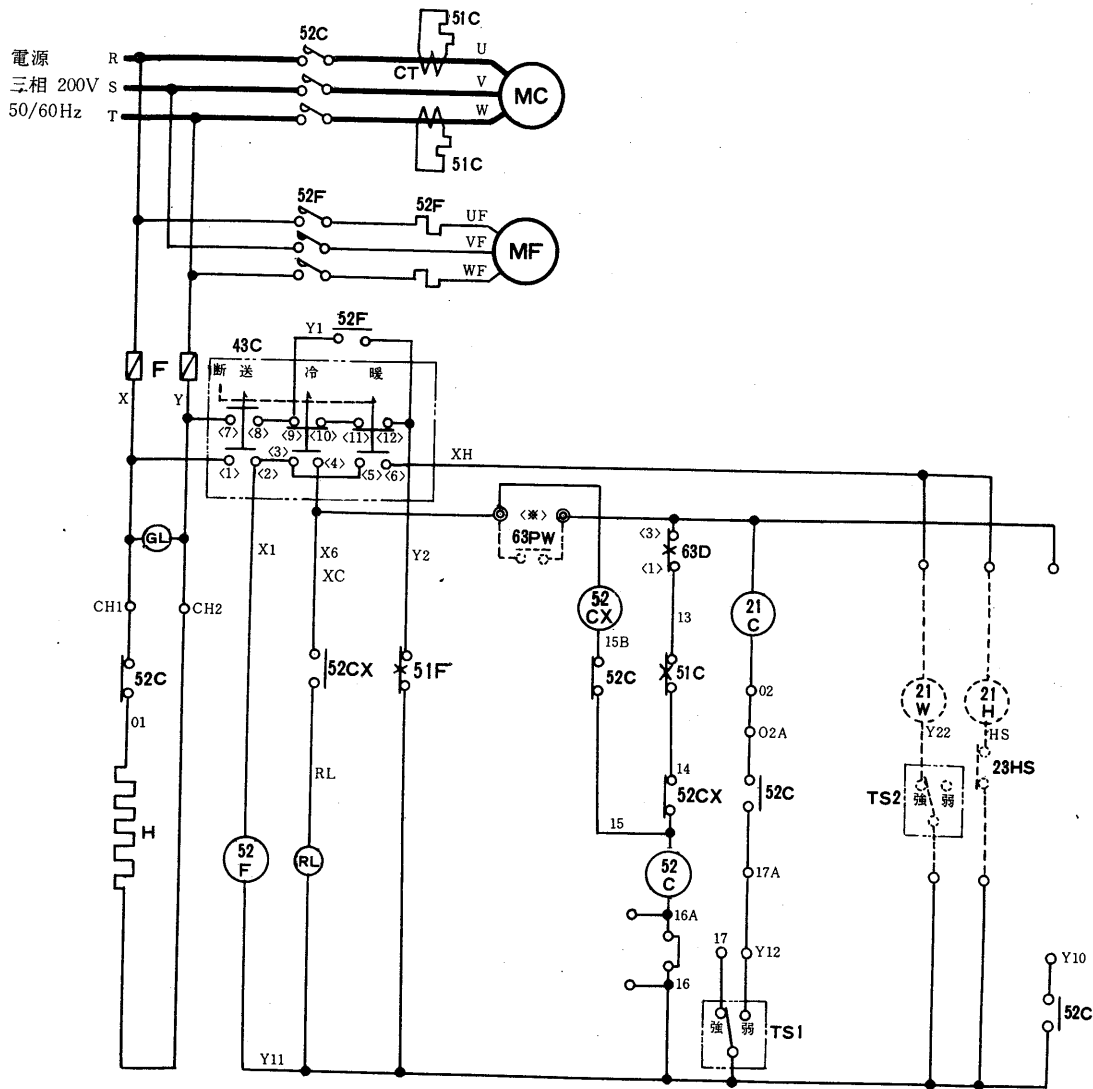 51C
52C
U
電源
R
CT
三相 200V
S
V
MC
50/60Hz
T
W
51C
52F
52F
UF
VF
MF
WF
52F
Y1
43C
F
断 送 冷 暖
X
Y
<7> <8> <9> <10> <11> <12>
<1> <2> <3> <4> <5> <6>
XH
<※>
63PW
<3>
63D
<1>
GL
X1
X6
XC
Y2
52
CX
21
C
13
CH1
CH2
15B
52C
52CX
51F
52C
51C
02
01
21
W
21
H
O2A
Y22
HS
23HS
RL
14
52CX
52C
TS2
強 弱
H
15
52
F
RL
52
C
17A
16A
17
Y12
16
Y10
強 弱
TS1
52C
Y11